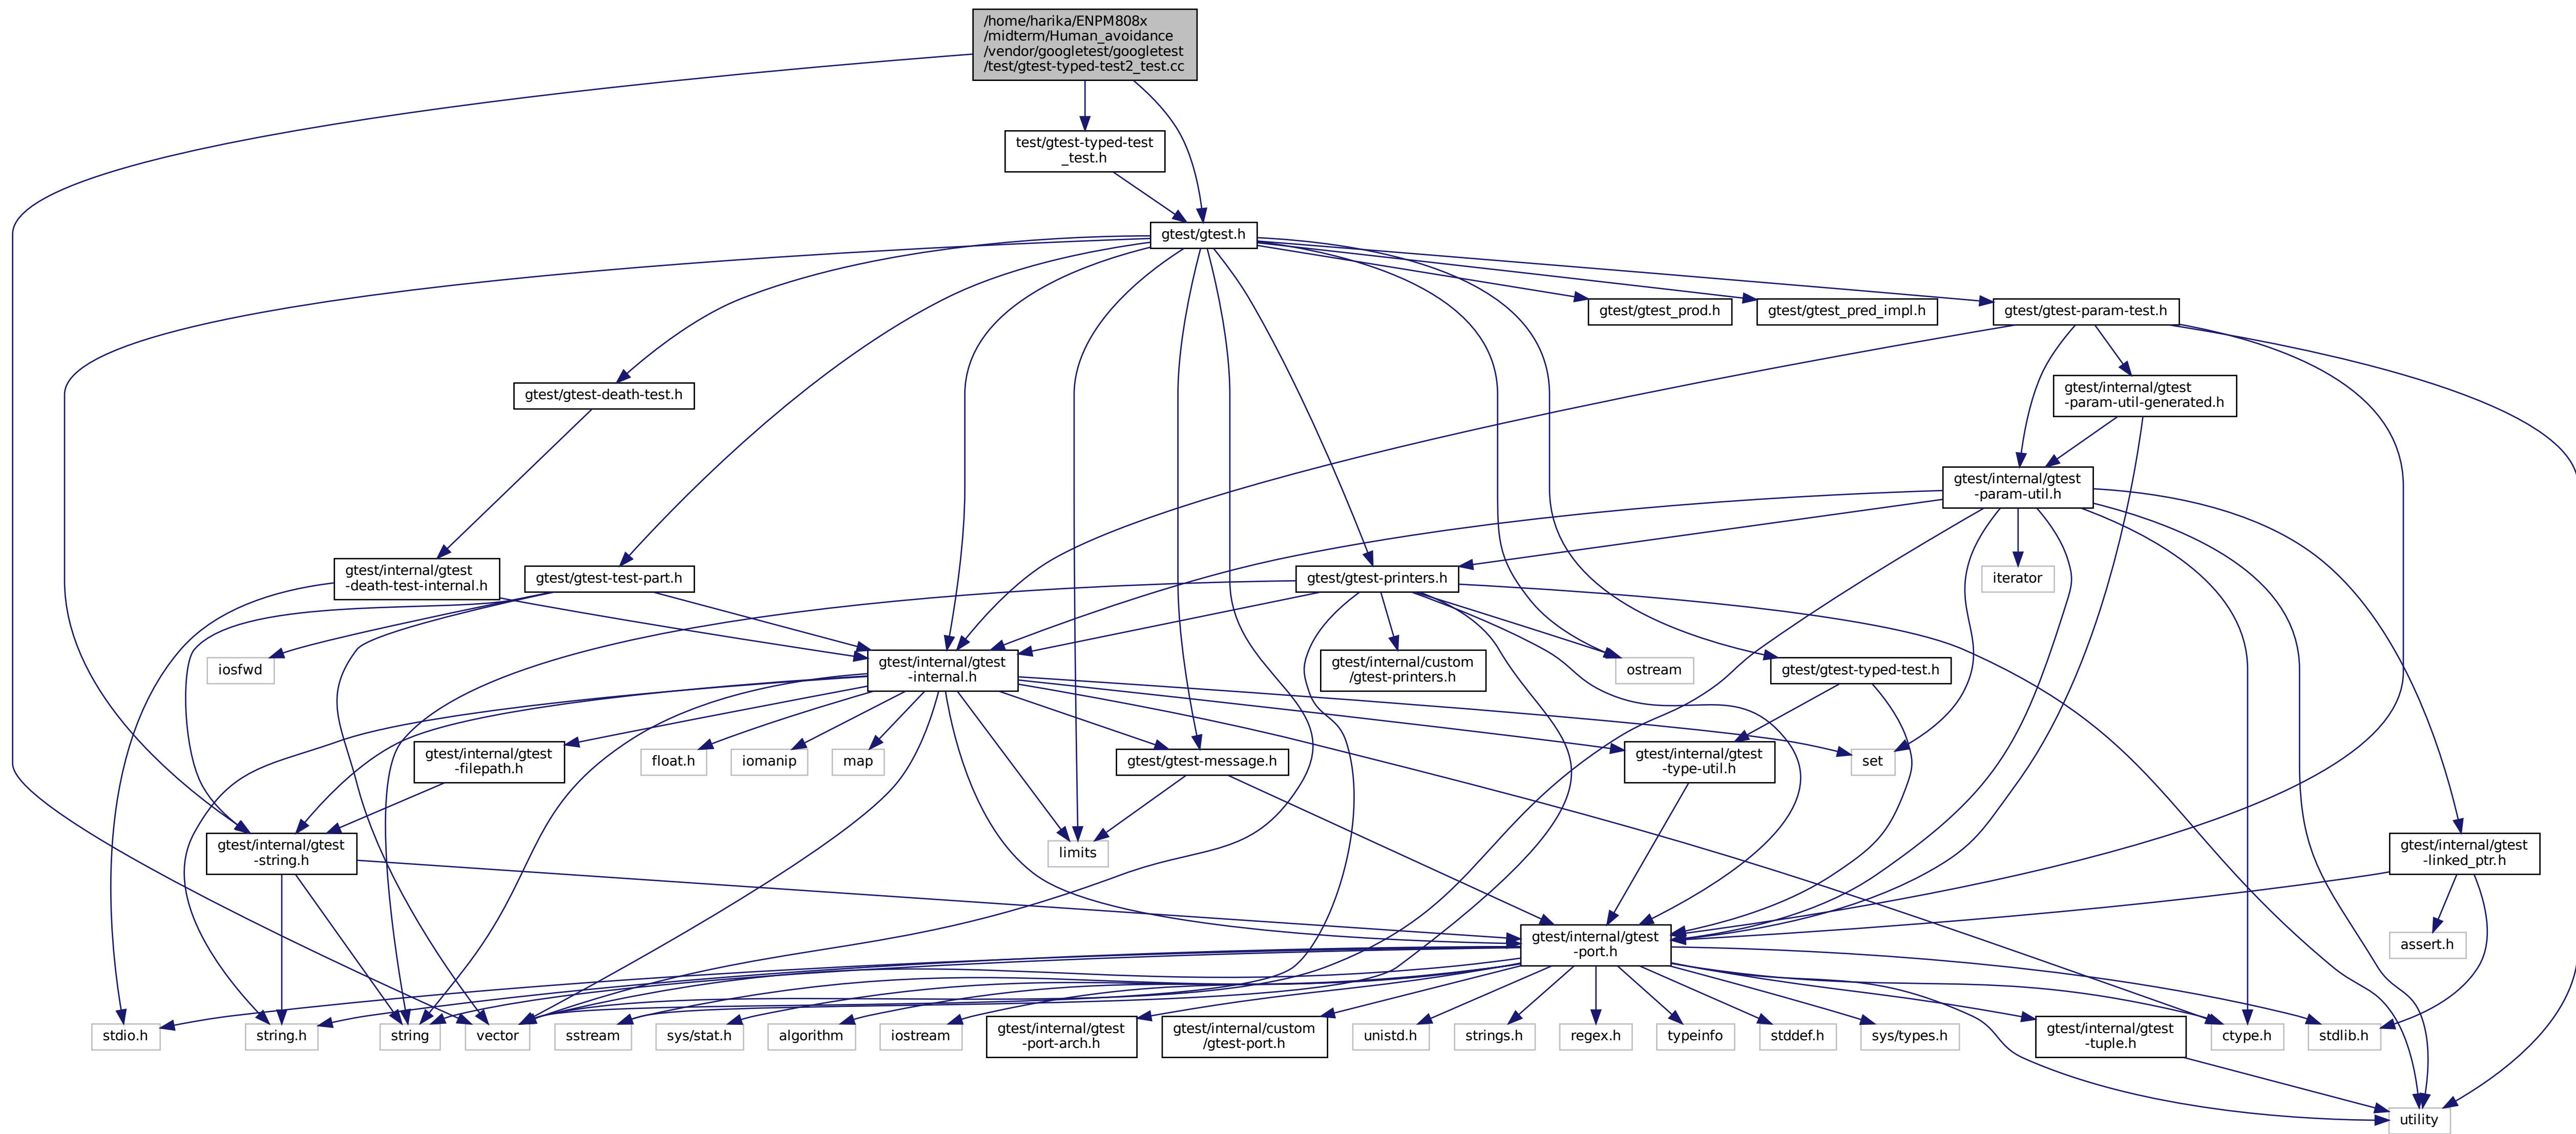 /home/harika/ENPM808x
/midterm/Human_avoidance
/vendor/googletest/googletest
/test/gtest-typed-test2_test.cc
test/gtest-typed-test
_test.h
gtest/gtest.h
gtest/gtest_prod.h
gtest/gtest_pred_impl.h
gtest/gtest-param-test.h
gtest/gtest-death-test.h
gtest/internal/gtest
-param-util-generated.h
gtest/internal/gtest
-param-util.h
gtest/internal/gtest
-death-test-internal.h
gtest/gtest-test-part.h
gtest/gtest-printers.h
iterator
iosfwd
gtest/internal/gtest
-internal.h
gtest/internal/custom
/gtest-printers.h
ostream
gtest/gtest-typed-test.h
gtest/internal/gtest
-filepath.h
float.h
iomanip
map
gtest/gtest-message.h
gtest/internal/gtest
-type-util.h
set
gtest/internal/gtest
-string.h
limits
gtest/internal/gtest
-linked_ptr.h
gtest/internal/gtest
-port.h
assert.h
stdio.h
string.h
string
vector
sstream
sys/stat.h
algorithm
iostream
gtest/internal/gtest
-port-arch.h
gtest/internal/custom
/gtest-port.h
unistd.h
strings.h
regex.h
typeinfo
stddef.h
sys/types.h
gtest/internal/gtest
-tuple.h
ctype.h
stdlib.h
utility